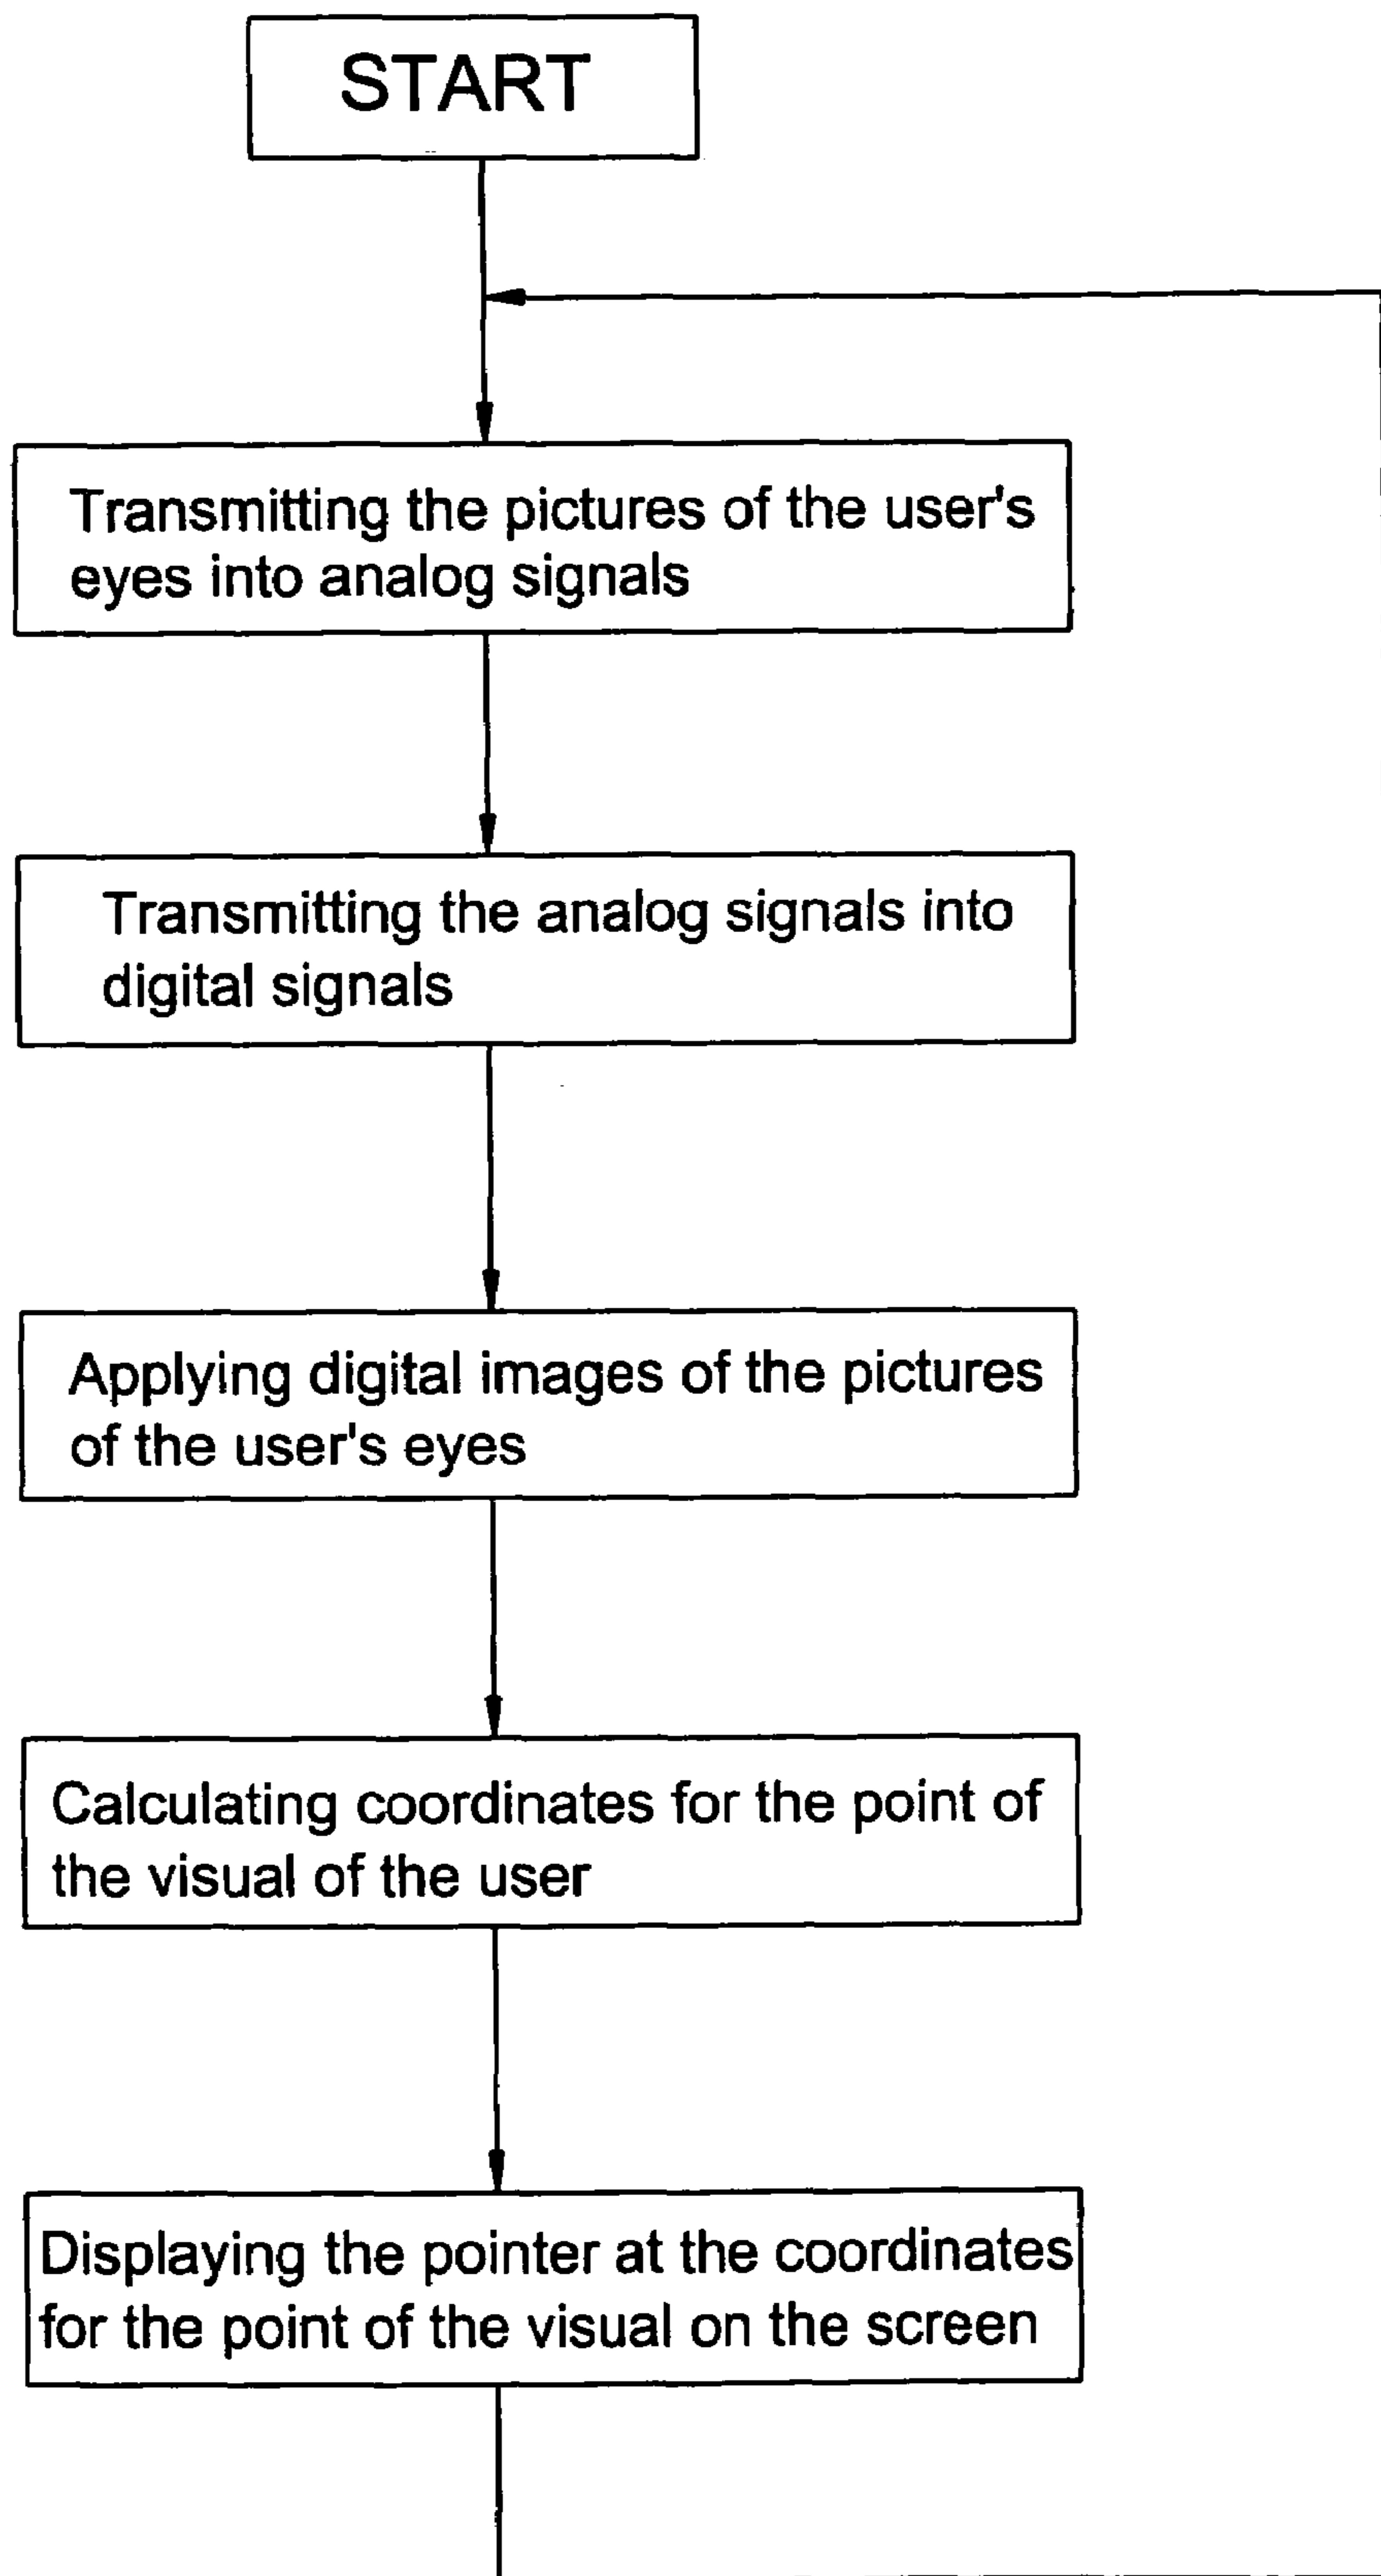 START
Transmitting the pictures of the user's
eyes into analog signals
Transmitting the analog signals into
digital signals
Applying digital images of the pictures
of the user's eyes
Calculating coordinates for the point of
the visual of the user
Displaying the pointer at the coordinates
for the point of the visual on the screen